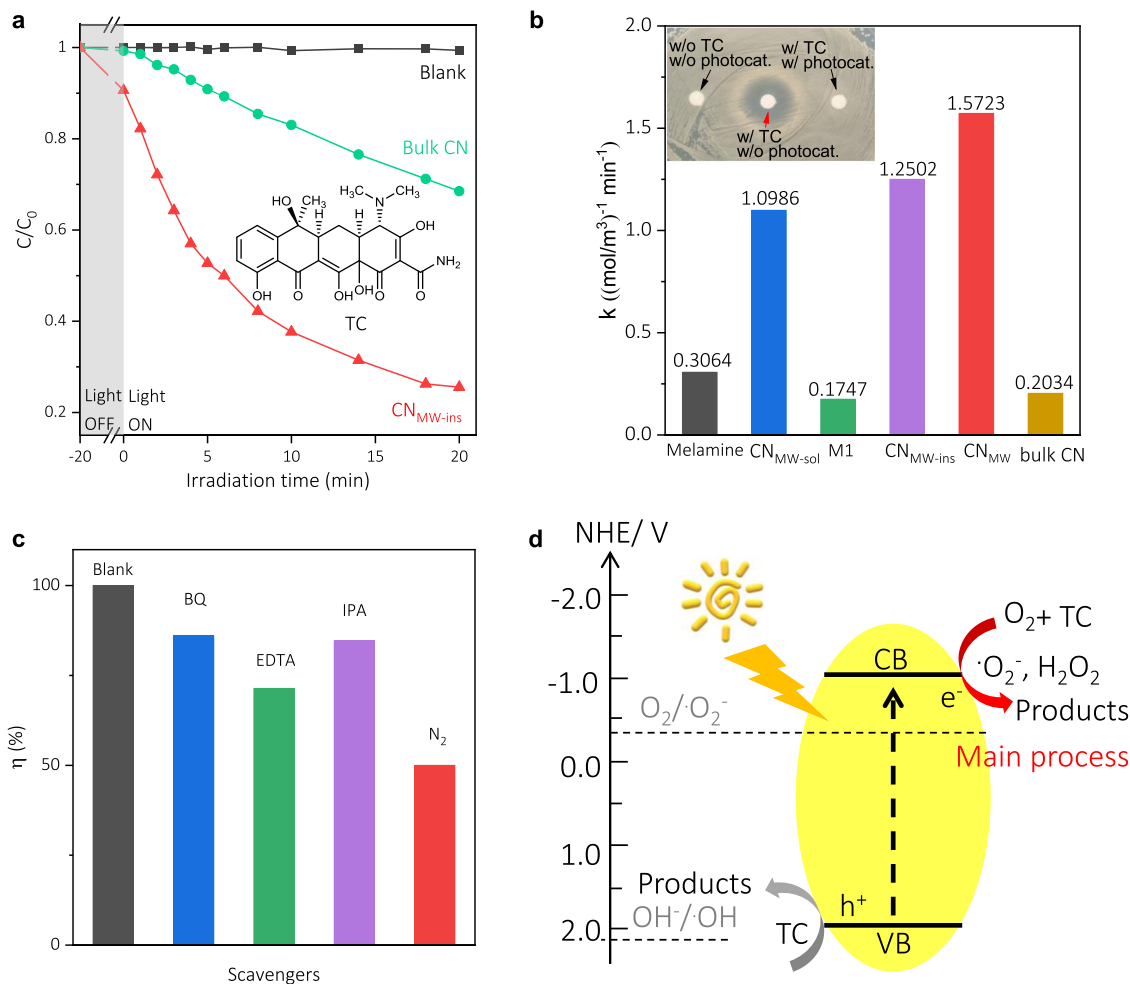 a
C/C0
1
0.8
0.6
0.4
0.2
Blank
Bulk CN
HO
CH3
H3C
CH3
N
H
H
OH
NH2
OH
O
OH
OH
O
O
TC
CNMW-ins
Light
OFF
Light
ON
-20
0
5
10
15
20
Irradiation time (min)
b
k ((mol/m3)-1 min-1)
2.0
1.5
1.0
0.5
0.0
w/o TC
w/o photocat.
w/ TC
w/ photocat.
w/ TC
w/o photocat.
0.3064
1.0986
0.1747
1.2502
1.5723
0.2034
Melamine
CNMW-sol
M1
CNMW-ins
CNMW
bulk CN
c
η (%)
100
50
0
Blank
BQ
EDTA
IPA
N2
Scavengers
d
NHE/ V
-2.0
-1.0
0.0
1.0
2.0
O2/·O2-
CB
e-
O2+ TC
·O2-, H2O2
Products
Main process
Products
OH-/·OH
TC
h+
VB